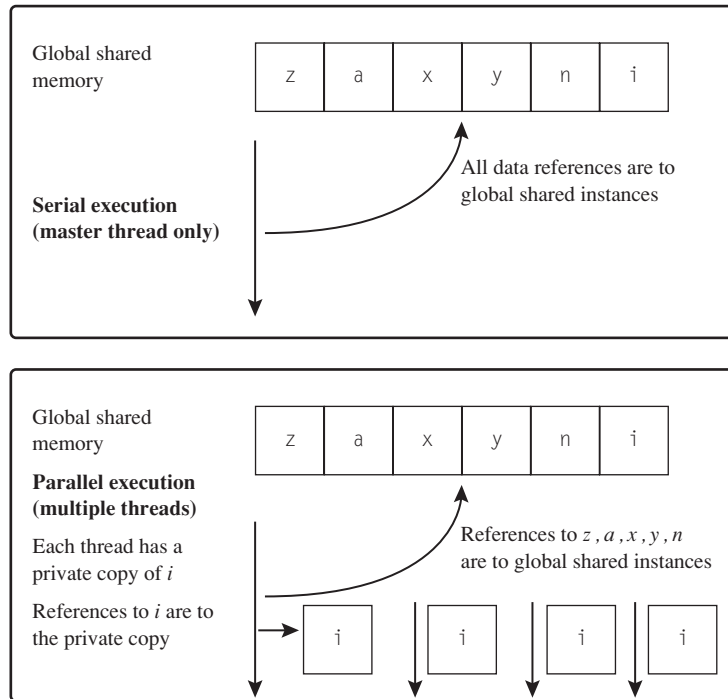 Global shared
memory
z a x y n i
All data references are to
global shared instances
Serial execution
(master thread only)
Global shared
memory
z a x y n i
Parallel execution
(multiple threads)
Each thread has a
private copy of i
References to z, a, x, y, n
are to global shared instances
References to i are to
the private copy
i i i i